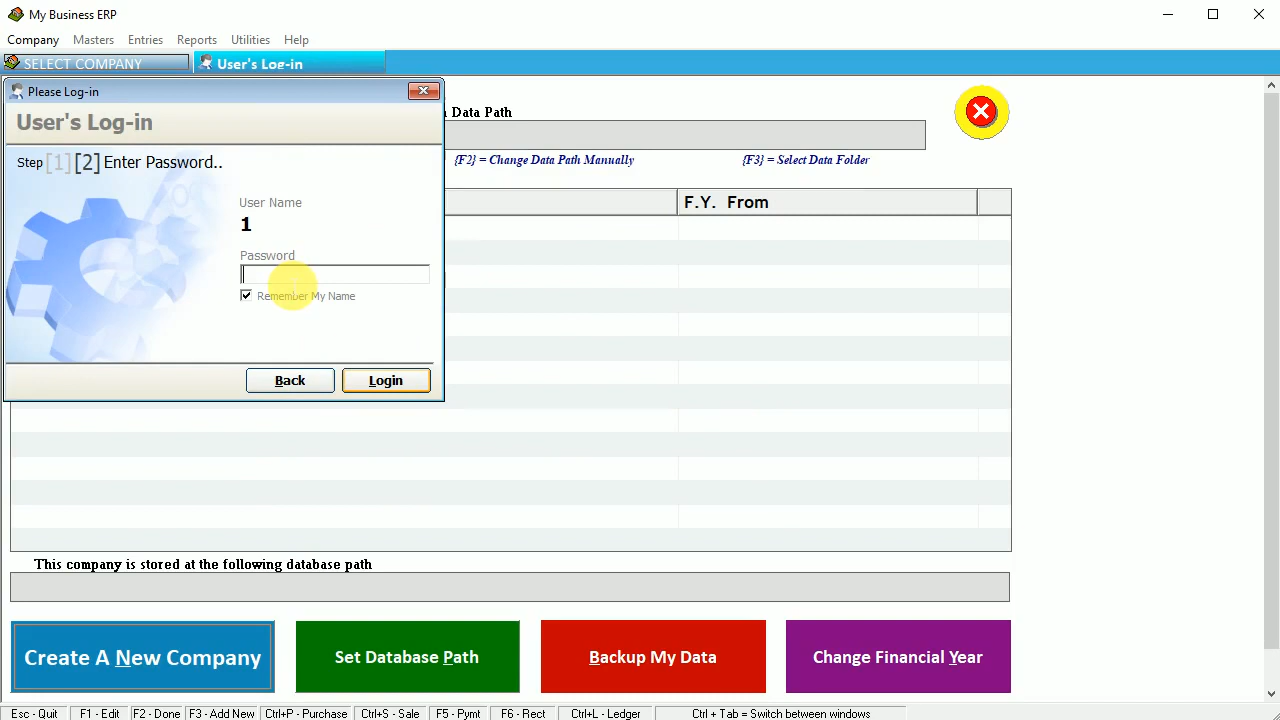 My Business ERP
Company Masters Entries Reports Utilities Help
SELECT COMPANY User's Log-in
Please Log-in
User's Log-in
Data Path
Step [1] [2] Enter Password..
{F2} = Change Data Path Manually {F3} = Select Data Folder
User Name
F.Y. From
1
Password
Remember My Name
Back Login
This company is stored at the following database path
Create A New Company Set Database Path Backup My Data Change Financial Year
Esc - Quit F1 - Edit F2 - Done F3 - Add New Ctrl+P - Purchase Ctrl+S - Sale F5 - Pymt F6 - Rect Ctrl+L - Ledger Ctrl + Tab = Switch between windows